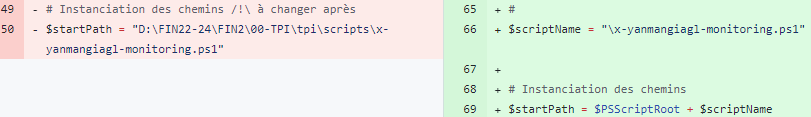 49 - # Instanciation des chemins /!\ à changer après
50 - $startPath = "D:\FIN22-24\FIN2\00-TPI\tpi\scripts\x-
yanmangiagl-monitoring.ps1"
65 + #
66 + $scriptName = "\x-yanmangiagl-monitoring.ps1"
67 +
68 + # Instanciation des chemins
69 + $startPath = $PSScriptRoot + $scriptName